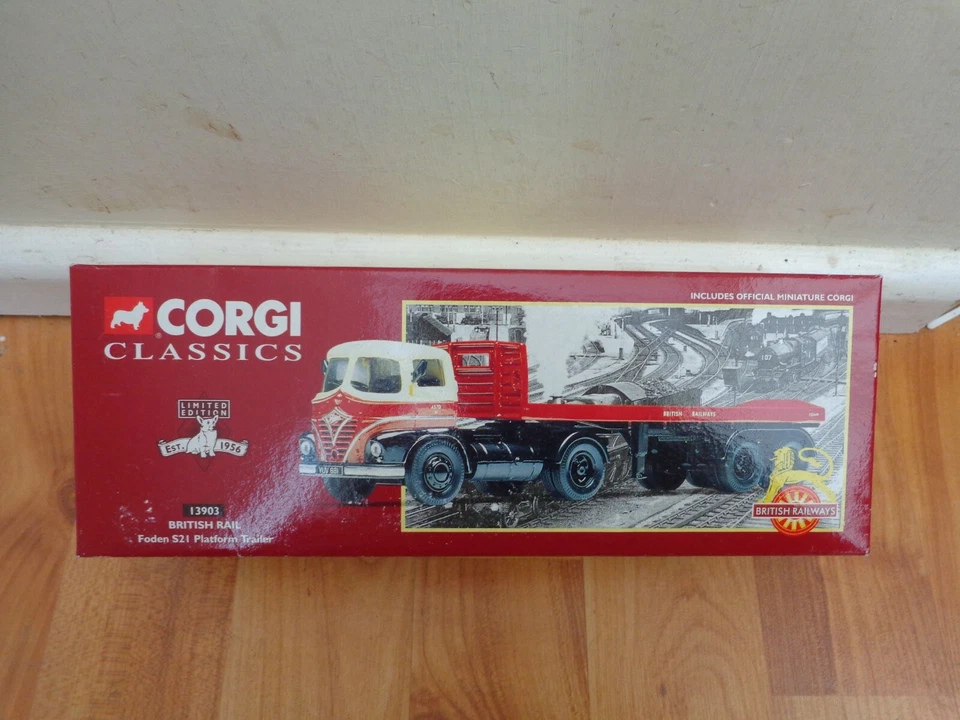 CORGI
CLASSICS
INCLUDES OFFICIAL MINIATURE CORGI
LIMITED
EDITION
EST. 1956
BRITISH RAILWAYS
BRITISH RAILWAYS
107
13903
BRITISH RAIL
Foden S21 Platform Trailer